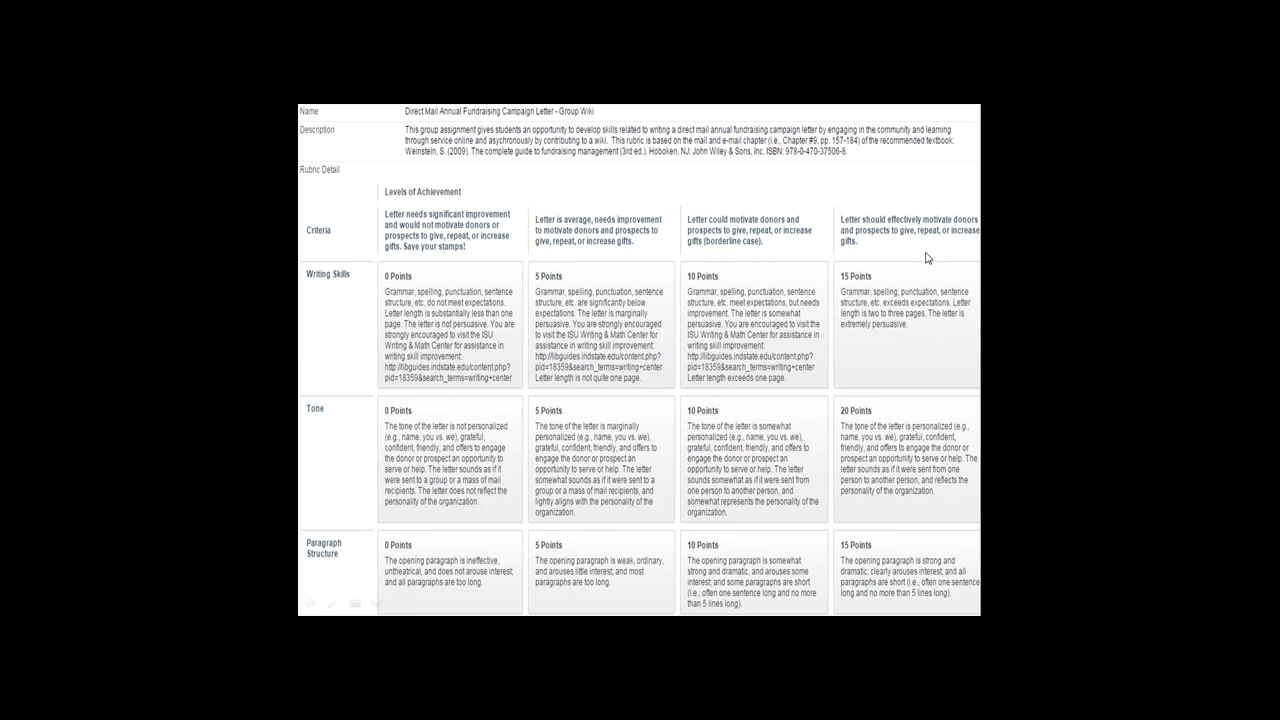 Name Direct Mail Annual Fundraising Campaign Letter - Group Wiki
Description This group assignment gives students an opportunity to develop skills related to writing a direct mail annual fundraising campaign letter by engaging in the community and learning
through service online and asychronously by contributing to a wiki. This rubric is based on the mail and e-mail chapter (i.e., Chapter #9, pp. 157-184) of the recommended textbook:
Weinstein, S. (2009). The complete guide to fundraising management (3rd ed.). Hoboken, NJ: John Wiley & Sons, Inc. ISBN: 978-0-470-37506-8.
Rubric Detail
Levels of Achievement
Criteria
Letter needs significant improvement
and would not motivate donors or
prospects to give, repeat, or increase
gifts. Save your stamps!
Letter is average, needs improvement
to motivate donors and prospects to
give, repeat, or increase gifts.
Letter could motivate donors and
prospects to give, repeat, or increase
gifts (borderline case).
Letter should effectively motivate donors
and prospects to give, repeat, or increase
gifts.
Writing Skills
0 Points
Grammar, spelling, punctuation, sentence
structure, etc. do not meet expectations.
Letter length is substantially less than one
page. The letter is not persuasive. You are
strongly encouraged to visit the ISU
Writing & Math Center for assistance in
writing skill improvement:
http://libguides.indstate.edu/content.php?
pid=18359&search_terms=writing+center
5 Points
Grammar, spelling, punctuation, sentence
structure, etc. are significantly below
expectations. The letter is marginally
persuasive. You are strongly encouraged
to visit the ISU Writing & Math Center for
assistance in writing skill improvement:
http://libguides.indstate.edu/content.php?
pid=18359&search_terms=writing+center
Letter length is not quite one page.
10 Points
Grammar, spelling, punctuation, sentence
structure, etc. meet expectations, but needs
improvement. The letter is somewhat
persuasive. You are encouraged to visit the
ISU Writing & Math Center for assistance in
writing skill improvement:
http://libguides.indstate.edu/content.php?
pid=18359&search_terms=writing+center
Letter length exceeds one page.
15 Points
Grammar, spelling, punctuation, sentence
structure, etc. exceeds expectations. Letter
length is two to three pages. The letter is
extremely persuasive.
Tone
0 Points
The tone of the letter is not personalized
(e.g., name, you vs. we), grateful,
confident, friendly, and offers to engage
the donor or prospect an opportunity to
serve or help. The letter sounds as if it
were sent to a group or a mass of mail
recipients. The letter does not reflect the
personality of the organization.
5 Points
The tone of the letter is marginally
personalized (e.g., name, you vs. we),
grateful, confident, friendly, and offers to
engage the donor or prospect an
opportunity to serve or help. The letter
somewhat sounds as if it were sent to a
group or a mass of mail recipients, and
lightly aligns with the personality of the
organization.
10 Points
The tone of the letter is somewhat
personalized (e.g., name, you vs. we),
grateful, confident, friendly, and offers to
engage the donor or prospect an
opportunity to serve or help. The letter
sounds somewhat as if it were sent from
one person to another person, and
somewhat represents the personality of the
organization.
20 Points
The tone of the letter is personalized (e.g.,
name, you vs. we), grateful, confident,
friendly, and offers to engage the donor or
prospect an opportunity to serve or help. The
letter sounds as if it were sent from one
person to another person, and reflects the
personality of the organization.
Paragraph
Structure
0 Points
The opening paragraph is ineffective,
untheatrical, and does not arouse interest;
and all paragraphs are too long.
5 Points
The opening paragraph is weak, ordinary,
and arouses little interest; and most
paragraphs are too long.
10 Points
The opening paragraph is somewhat
strong and dramatic, and arouses some
interest; and some paragraphs are short
(i.e., often one sentence long and no more
than 5 lines long).
15 Points
The opening paragraph is strong and
dramatic; clearly arouses interest; and all
paragraphs are short (i.e., often one sentence
long and no more than 5 lines long).